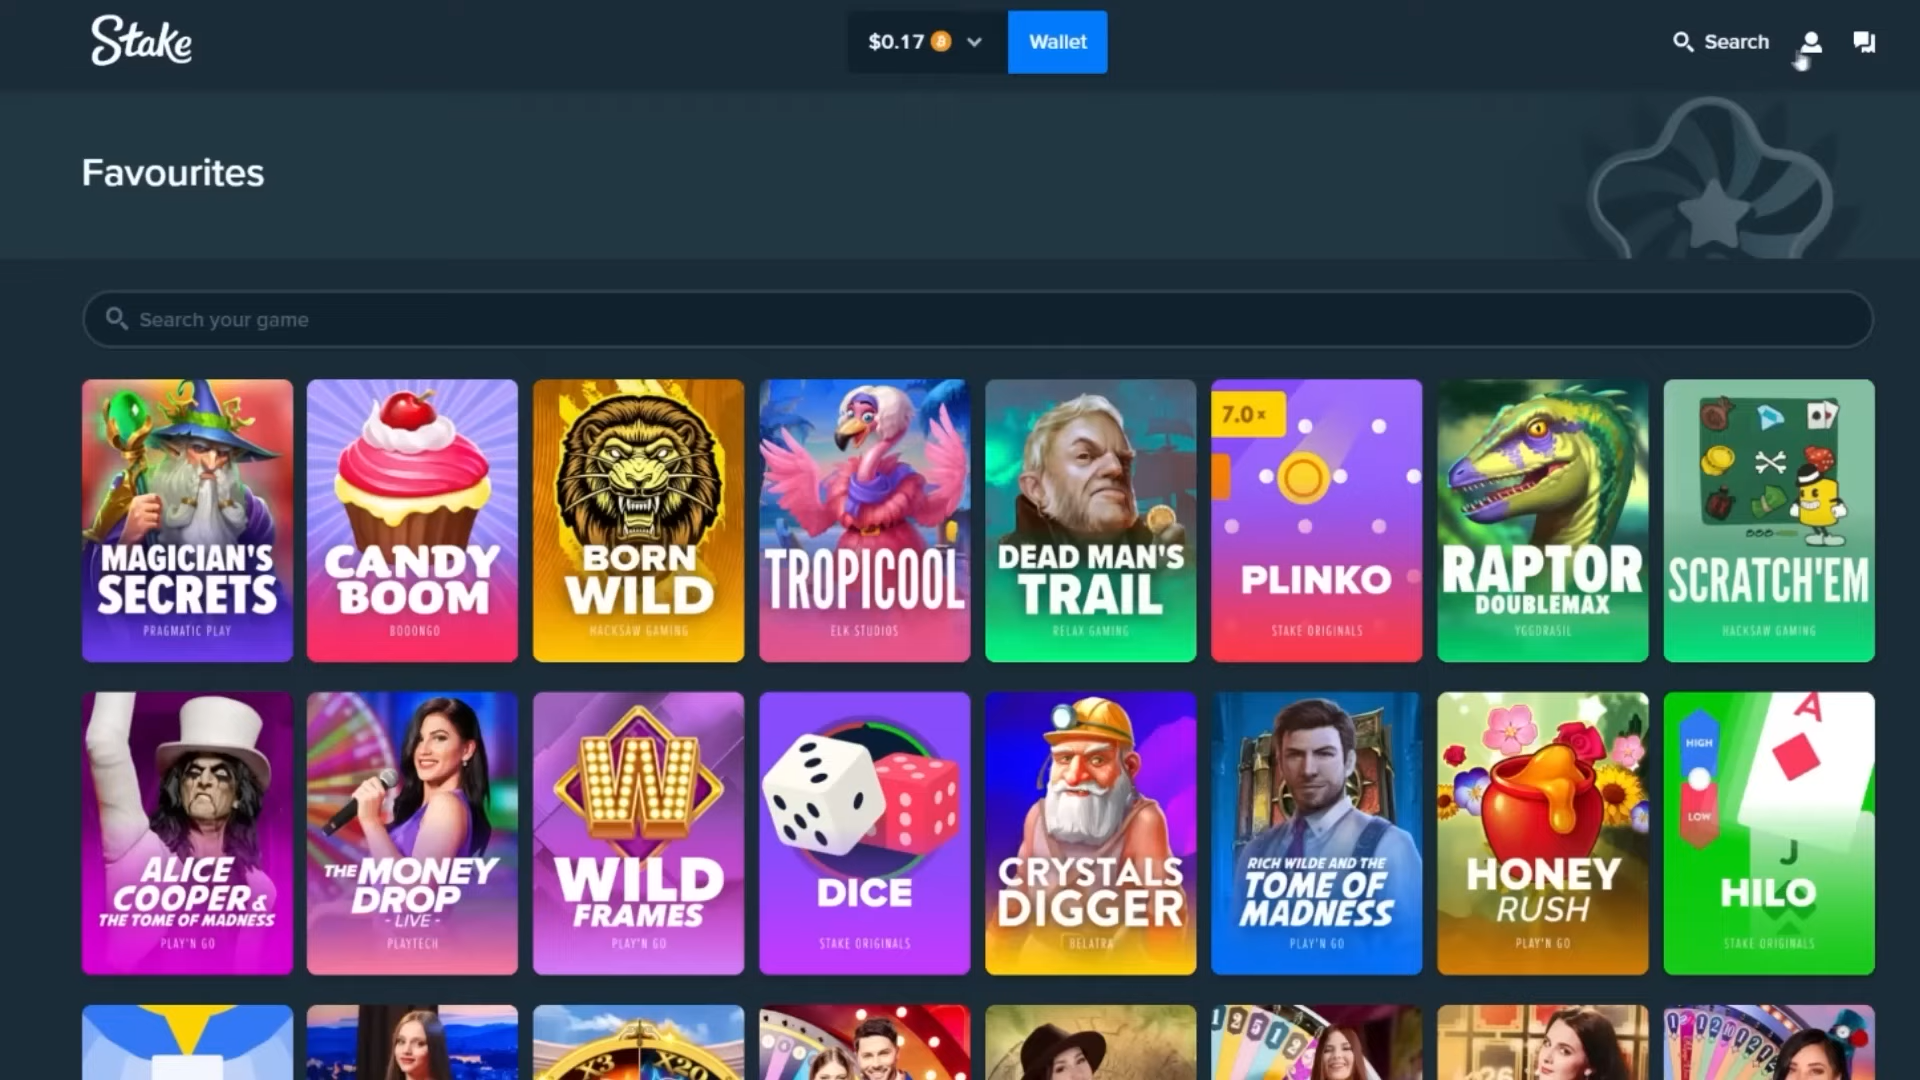 Stake
$0.17
Wallet
Search
Favourites
Search your game
MAGICIAN'S
SECRETS
PRAGMATIC PLAY
CANDY
BOOM
BOOONGO
BORN
WILD
HACKSAW GAMING
TROPICOOL
ELK STUDIOS
DEAD MAN'S
TRAIL
RELAX GAMING
7.0x
PLINKO
STAKE ORIGINALS
RAPTOR
DOUBLEMAX
YGGDRASIL
SCRATCH'EM
HACKSAW GAMING
ALICE
COOPER &
THE TOME OF MADNESS
PLAY'N GO
THE MONEY
DROP
- LIVE -
PLAYTECH
W
WILD
FRAMES
PLAY'N GO
DICE
STAKE ORIGINALS
CRYSTALS
DIGGER
BELATRA
RICH WILDE AND THE
TOME OF
MADNESS
PLAY'N GO
HONEY
RUSH
PLAY'N GO
HIGH
LOW
A
J
HILO
STAKE ORIGINALS
X3
X20